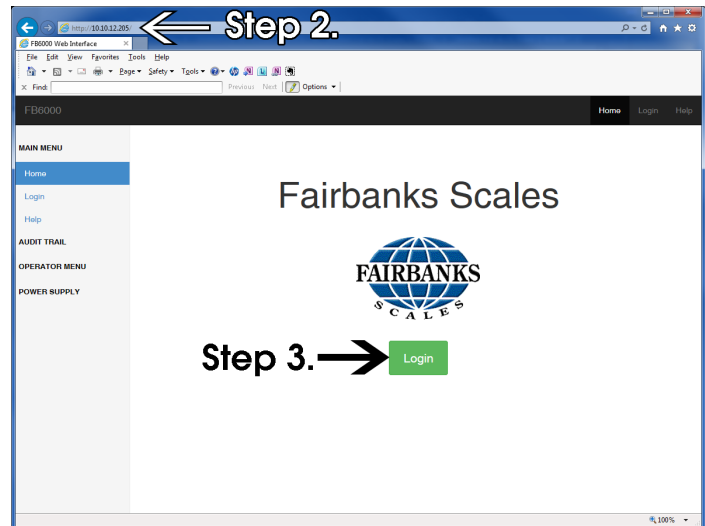 http://10.10.12.205/
Step 2.
FB6000 Web Interface
File Edit View Favorites Tools Help
Page Safety Tools
Find: Previous Next Options
FB6000 Home Login Help
MAIN MENU
Home
Login
Help
AUDIT TRAIL
OPERATOR MENU
POWER SUPPLY
Fairbanks Scales
FAIRBANKS
SCALES
Step 3.
Login
100%